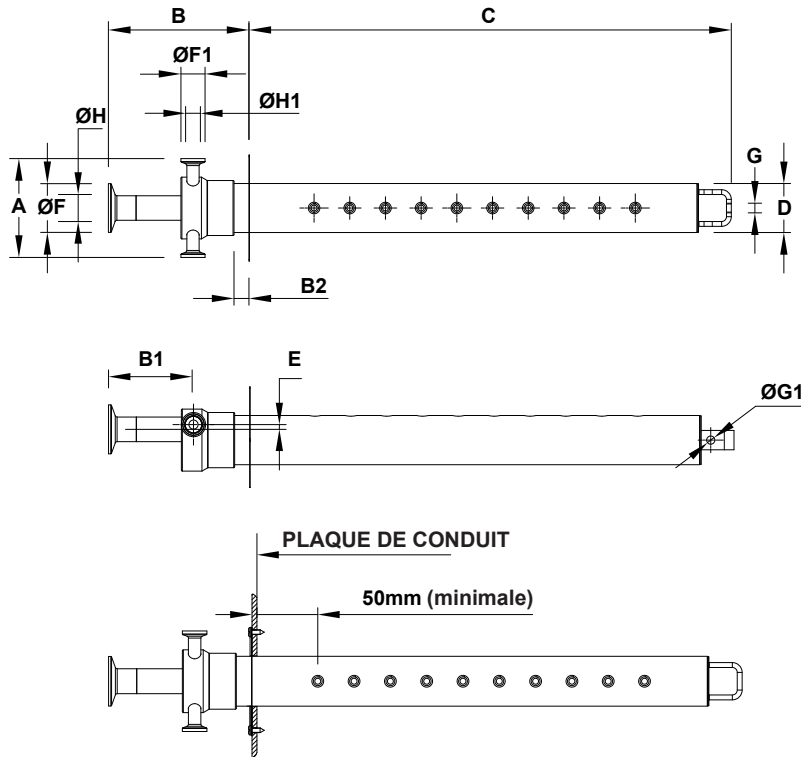 B
C
ØF1
ØH1
ØH
G
A
ØF
D
B2
B1
E
ØG1
PLAQUE DE CONDUIT
50mm (minimale)